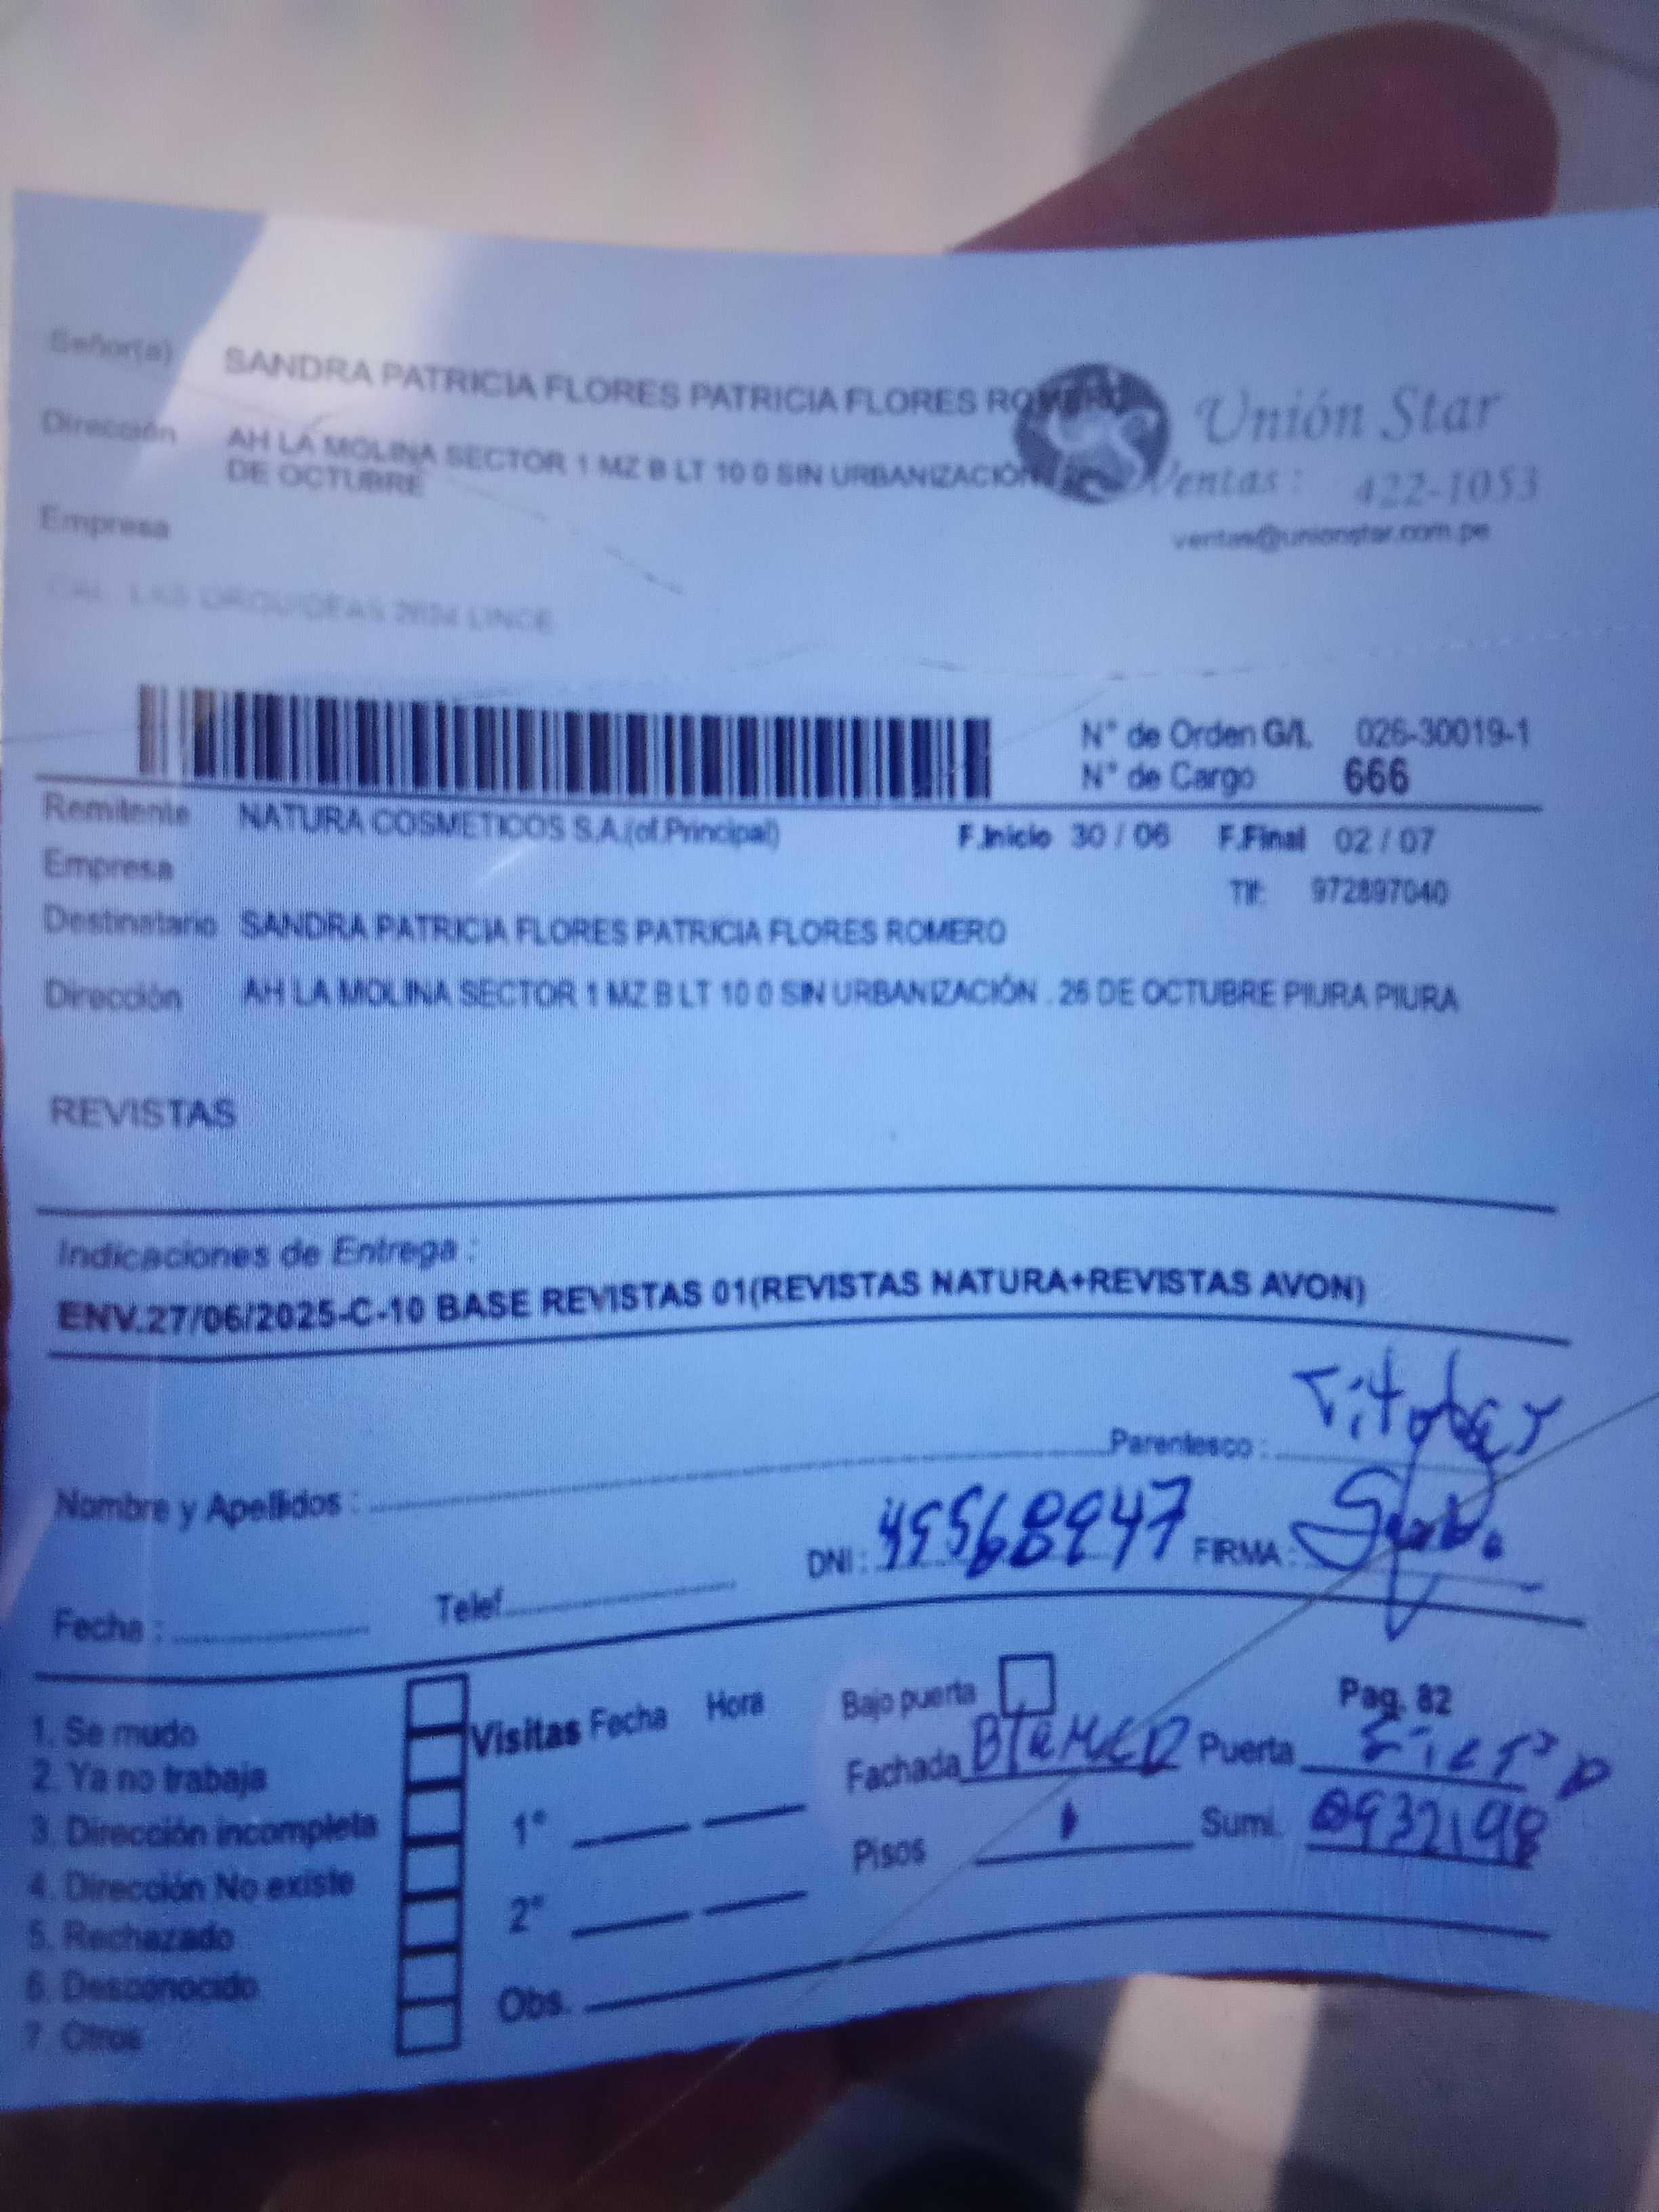 Señor(a) SANDRA PATRICIA FLORES PATRICIA FLORES ROMERO
Unión Star
Dirección AH LA MOLINA SECTOR 1 MZ B LT 10 0 SIN URBANIZACIÓN
DE OCTUBRE
Ventas: 422-1053
Empresa
ventas@unionstar.com.pe
CAL. LAS ORQUIDEAS LINCE
N° de Orden G/L 026-30019-1
N° de Cargo 666
Remitente NATURA COSMETICOS S.A.(of.Principal) F.Inicio 30 / 06 F.Final 02 / 07
Empresa
Tlf: 972897040
Destinatario SANDRA PATRICIA FLORES PATRICIA FLORES ROMERO
Dirección AH LA MOLINA SECTOR 1 MZ B LT 10 0 SIN URBANIZACIÓN . 26 DE OCTUBRE PIURA PIURA
REVISTAS
Indicaciones de Entrega :
ENV.27/06/2025-C-10 BASE REVISTAS 01(REVISTAS NATURA+REVISTAS AVON)
Nombre y Apellidos : Parentesco :
Fecha : Telef. DNI : FIRMA :
1. Se mudo
2. Ya no trabaja
3. Dirección incompleta
4. Dirección No existe
5. Rechazado
6. Desconocido
7. Otros
Visitas Fecha Hora
1°
2°
Obs.
Bajo puerta Pag. 82
Fachada Blanco Puerta
Pisos 1 Sumi.